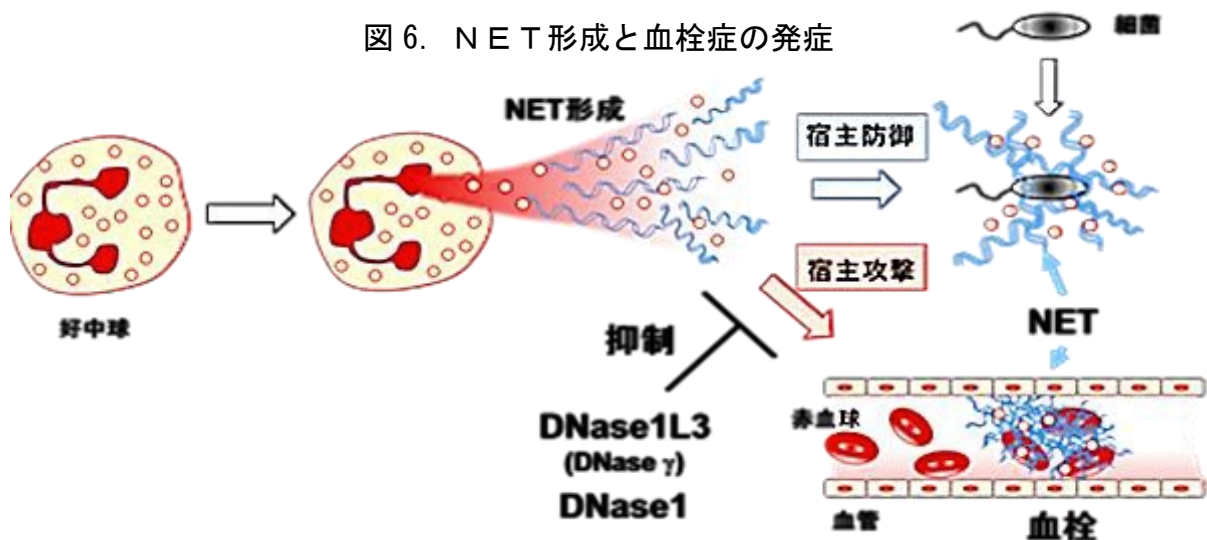 図 6. ＮＥＴ形成と血栓症の発症
細菌
NET形成
宿主防御
宿主攻撃
好中球
NET
抑制
赤血球
DNase1L3
(DNase γ)
DNase1
血管
血栓